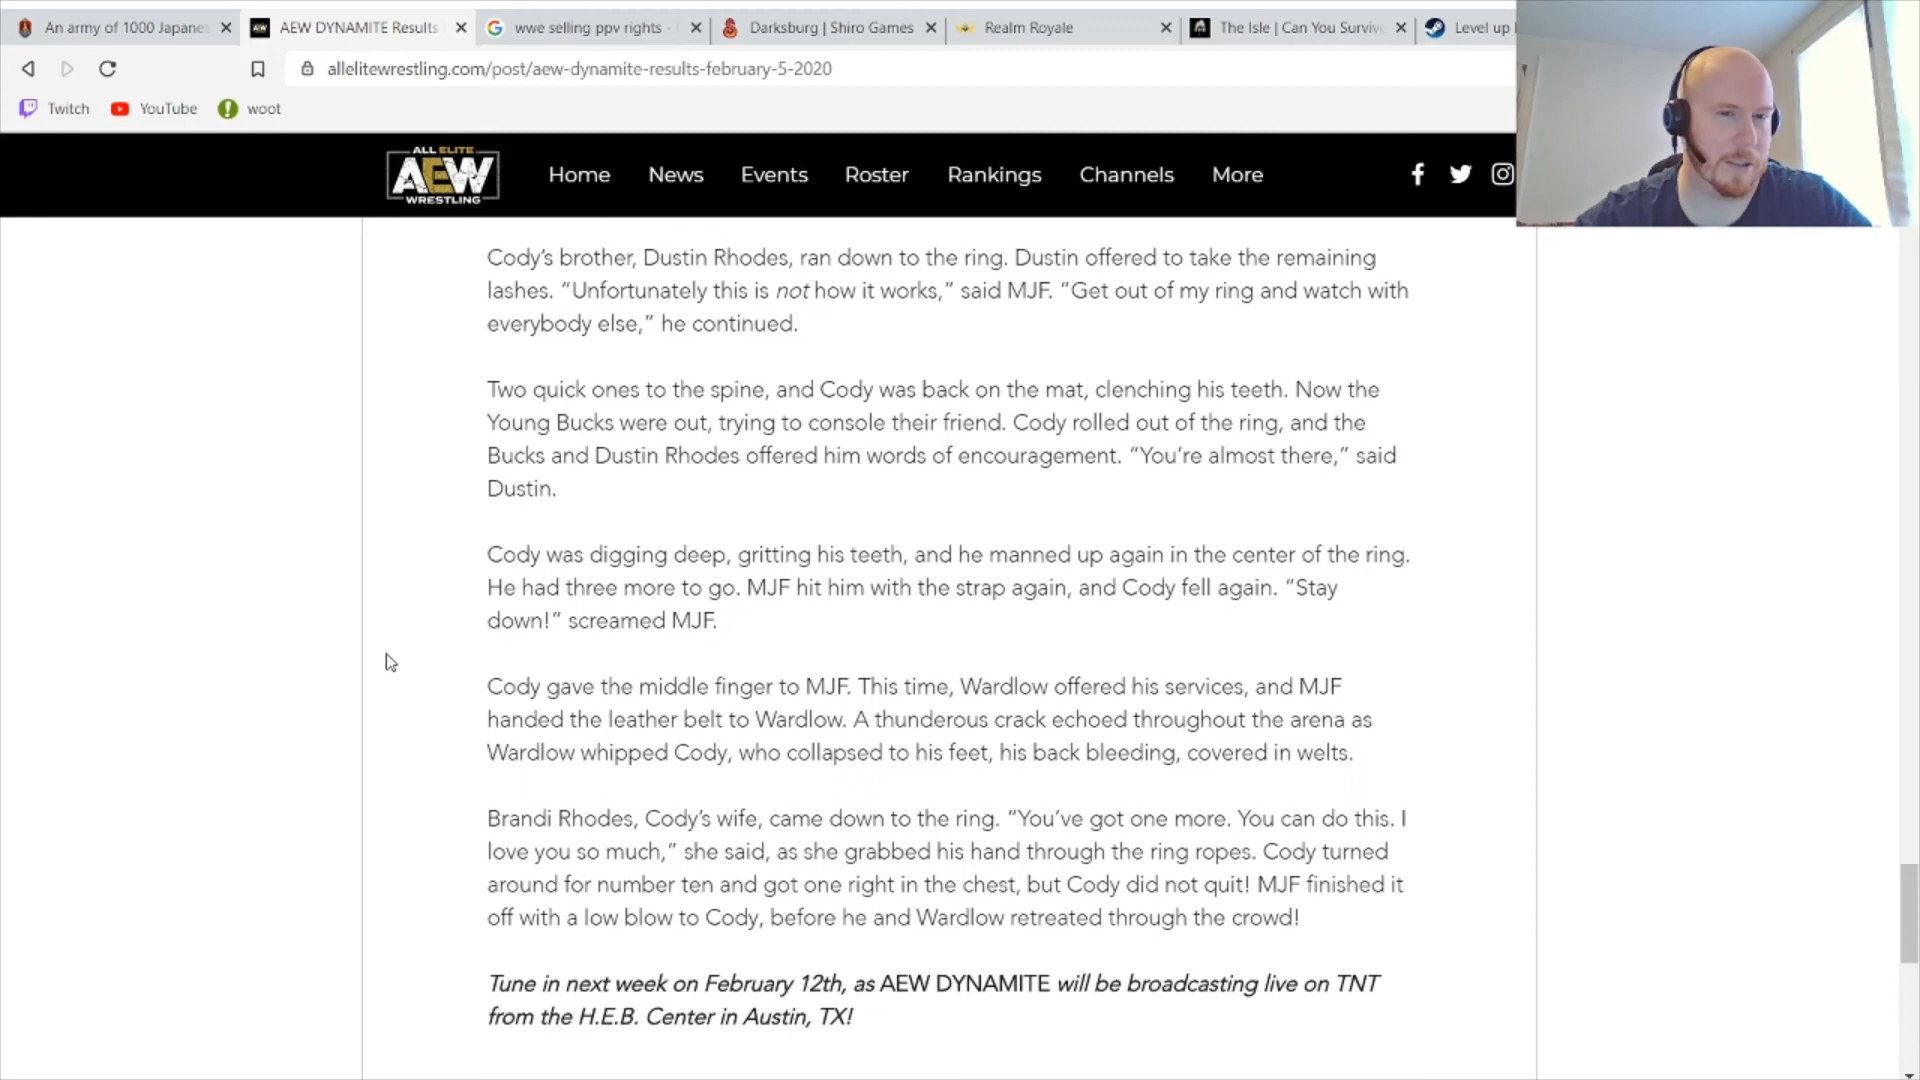 An army of 1000 Japane
AEW DYNAMITE Results
wwe selling ppv rights -
Darksburg | Shiro Games
Realm Royale
The Isle | Can You Surviv
Level up
allelitewrestling.com/post/aew-dynamite-results-february-5-2020
Twitch
YouTube
woot
ALL ELITE
AEW
WRESTLING
Home
News
Events
Roster
Rankings
Channels
More
Cody’s brother, Dustin Rhodes, ran down to the ring. Dustin offered to take the remaining
lashes. “Unfortunately this is not how it works,” said MJF. “Get out of my ring and watch with
everybody else,” he continued.
Two quick ones to the spine, and Cody was back on the mat, clenching his teeth. Now the
Young Bucks were out, trying to console their friend. Cody rolled out of the ring, and the
Bucks and Dustin Rhodes offered him words of encouragement. “You’re almost there,” said
Dustin.
Cody was digging deep, gritting his teeth, and he manned up again in the center of the ring.
He had three more to go. MJF hit him with the strap again, and Cody fell again. “Stay
down!” screamed MJF.
Cody gave the middle finger to MJF. This time, Wardlow offered his services, and MJF
handed the leather belt to Wardlow. A thunderous crack echoed throughout the arena as
Wardlow whipped Cody, who collapsed to his feet, his back bleeding, covered in welts.
Brandi Rhodes, Cody’s wife, came down to the ring. “You’ve got one more. You can do this. I
love you so much,” she said, as she grabbed his hand through the ring ropes. Cody turned
around for number ten and got one right in the chest, but Cody did not quit! MJF finished it
off with a low blow to Cody, before he and Wardlow retreated through the crowd!
Tune in next week on February 12th, as AEW DYNAMITE will be broadcasting live on TNT
from the H.E.B. Center in Austin, TX!